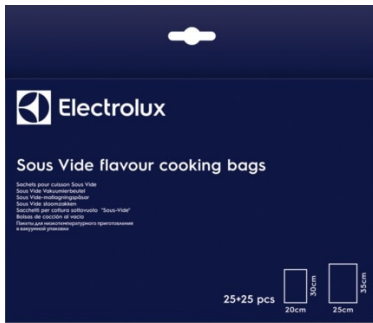 Electrolux
Sous Vide flavour cooking bags
Sachets pour cuisson Sous Vide
Sous Vide Vakuumierbeutel
Sous Vide-matlagningspåsar
Sous Vide stoomzakken
Sacchetti per cottura sottovuoto "Sous-Vide"
Bolsas de cocción al vacío
Пакеты для низкотемпературного приготовления
в вакуумной упаковке
25+25 pcs
30cm
20cm
35cm
25cm